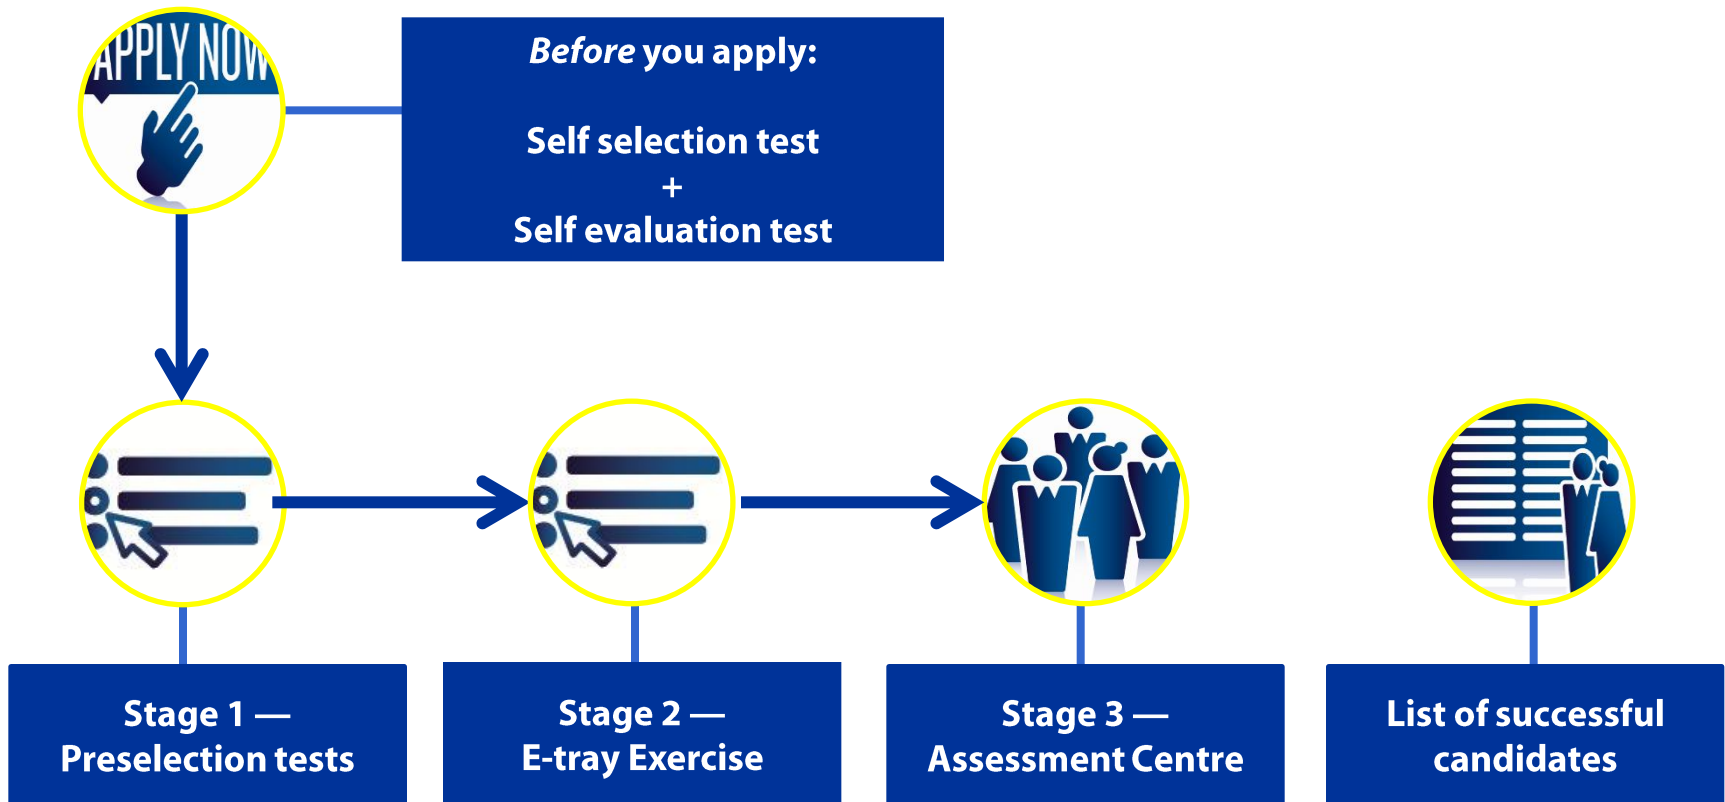 APPLY NOW
Before you apply:
Self selection test
+
Self evaluation test
Stage 1 —
Preselection tests
Stage 2 —
E-tray Exercise
Stage 3 —
Assessment Centre
List of successful
candidates